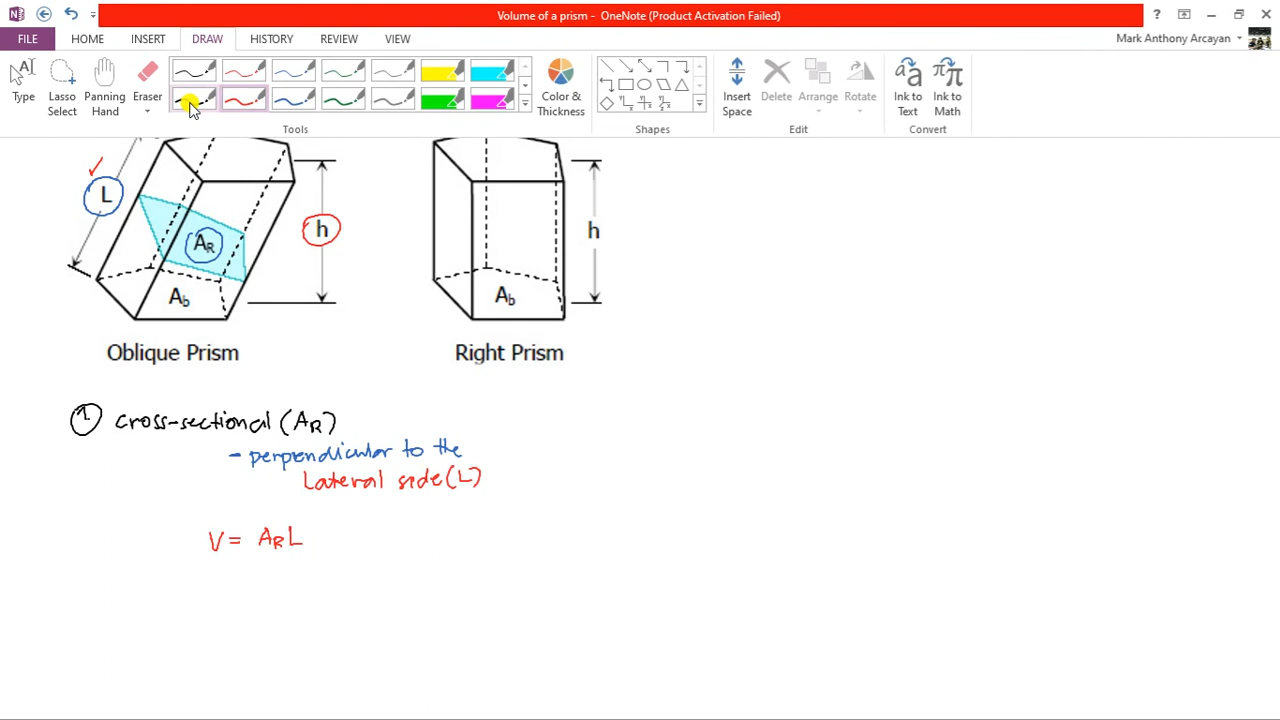 Volume of a prism - OneNote (Product Activation Failed)
?
FILE HOME INSERT DRAW HISTORY REVIEW VIEW
Mark Anthony Arcayan
Type
Lasso Select
Panning Hand
Eraser
Color & Thickness
Insert Space
Delete
Arrange
Rotate
Ink to Text
Ink to Math
Tools
Shapes
Edit
Convert
L
AR
h
Ab
h
Ab
Oblique Prism
Right Prism
1 cross-sectional (AR)
- perpendicular to the
Lateral side (L)
V = ARL